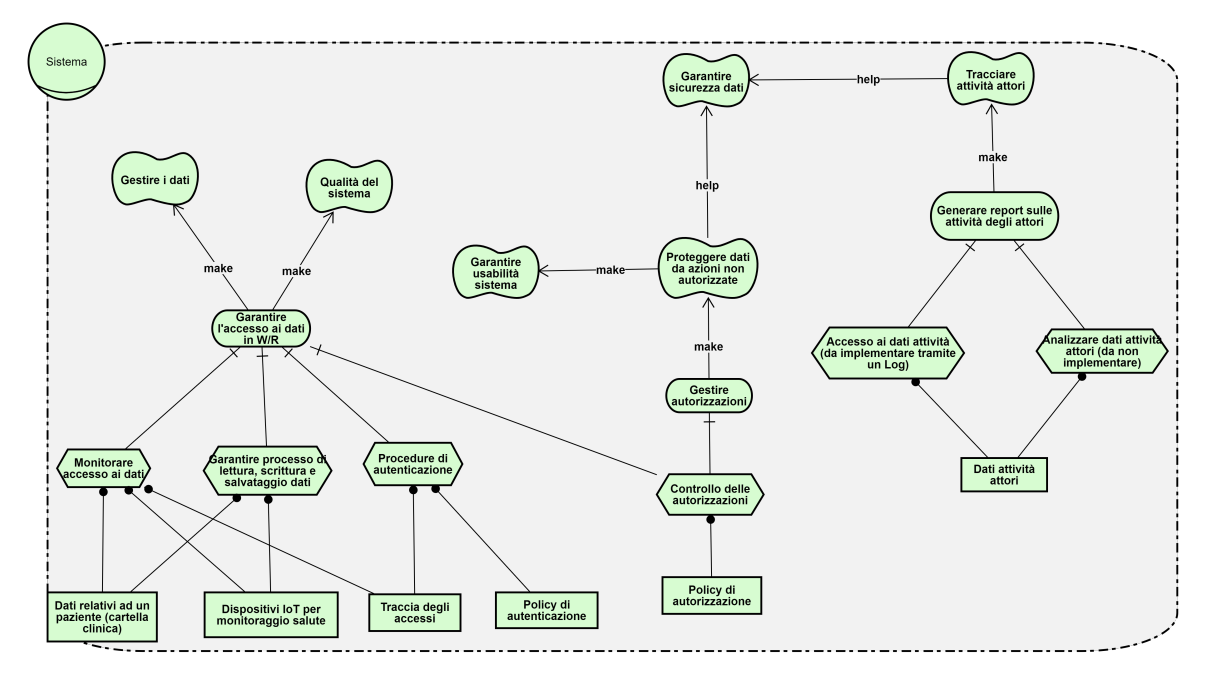 Sistema
Garantire
sicurezza dati
help
Tracciare
attività attori
make
Gestire i dati
Qualità del
sistema
help
Generare report sulle
attività degli attori
make
make
Garantire
usabilità
sistema
make
Proteggere dati
da azioni non
autorizzate
Garantire
l'accesso ai dati
in W/R
make
Accesso ai dati attività
(da implementare tramite
un Log)
Analizzare dati attività
attori (da non
implementare)
Gestire
autorizzazioni
Monitorare
accesso ai dati
Garantire processo di
lettura, scrittura e
salvataggio dati
Procedure di
autenticazione
Controllo delle
autorizzazioni
Dati attività
attori
Dati relativi ad un
paziente (cartella
clinica)
Dispositivi IoT per
monitoraggio salute
Traccia degli
accessi
Policy di
autenticazione
Policy di
autorizzazione